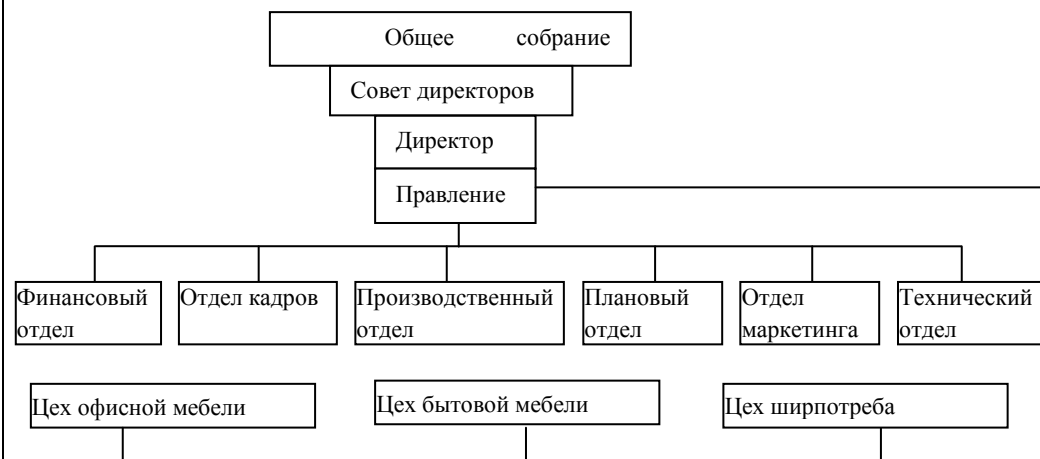 Общее собрание
Совет директоров
Директор
Правление
Финансовый
отдел
Отдел кадров
Производственный
отдел
Плановый
отдел
Отдел
маркетинга
Технический
отдел
Цех офисной мебели
Цех бытовой мебели
Цех ширпотреба